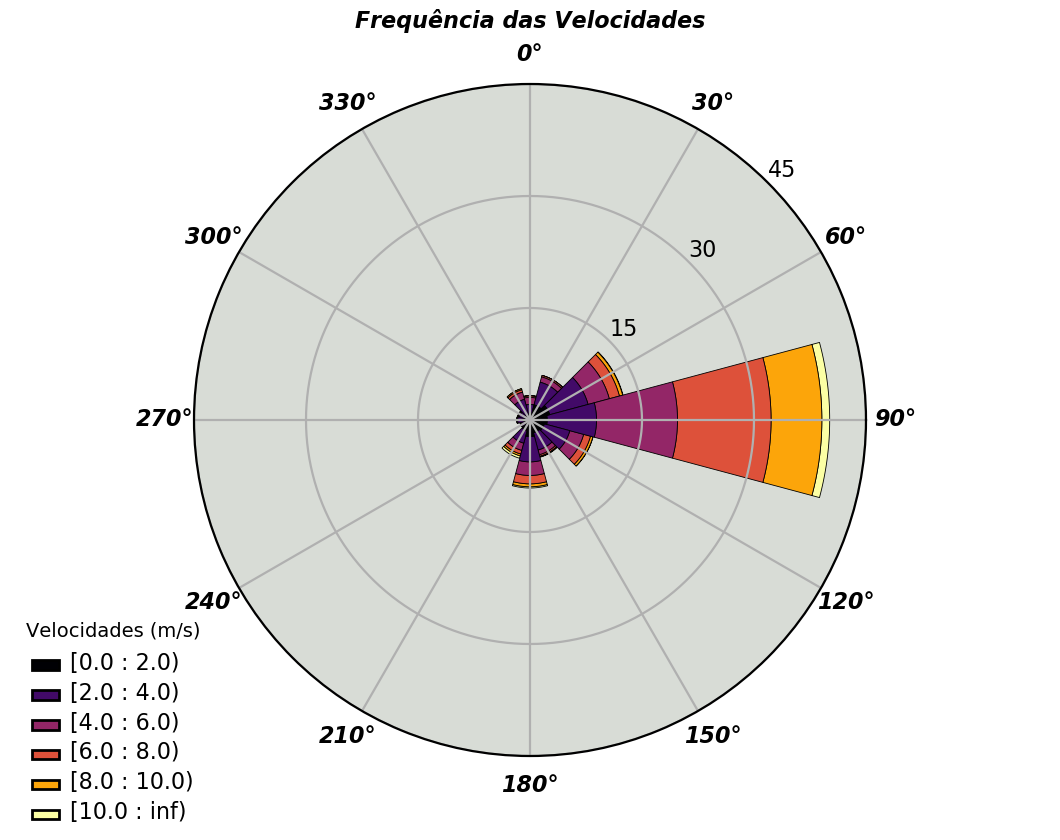 Frequência das Velocidades
0°
330°
30°
45
300°
60°
30
15
270°
90°
240°
120°
Velocidades (m/s)
[0.0 : 2.0)
[2.0 : 4.0)
[4.0 : 6.0)
[6.0 : 8.0)
[8.0 : 10.0)
[10.0 : inf)
210°
150°
180°